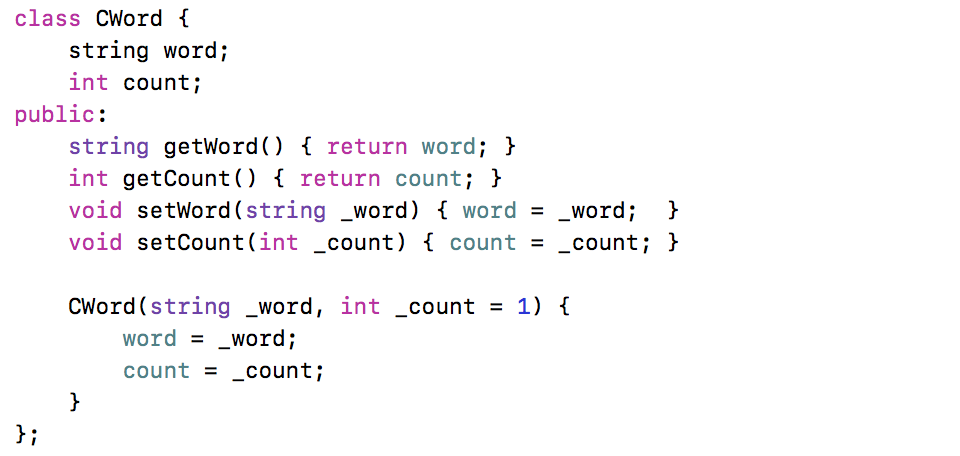 class CWord {
    string word;
    int count;
public:
    string getWord() { return word; }
    int getCount() { return count; }
    void setWord(string _word) { word = _word;  }
    void setCount(int _count) { count = _count; }

    CWord(string _word, int _count = 1) {
        word = _word;
        count = _count;
    }
};